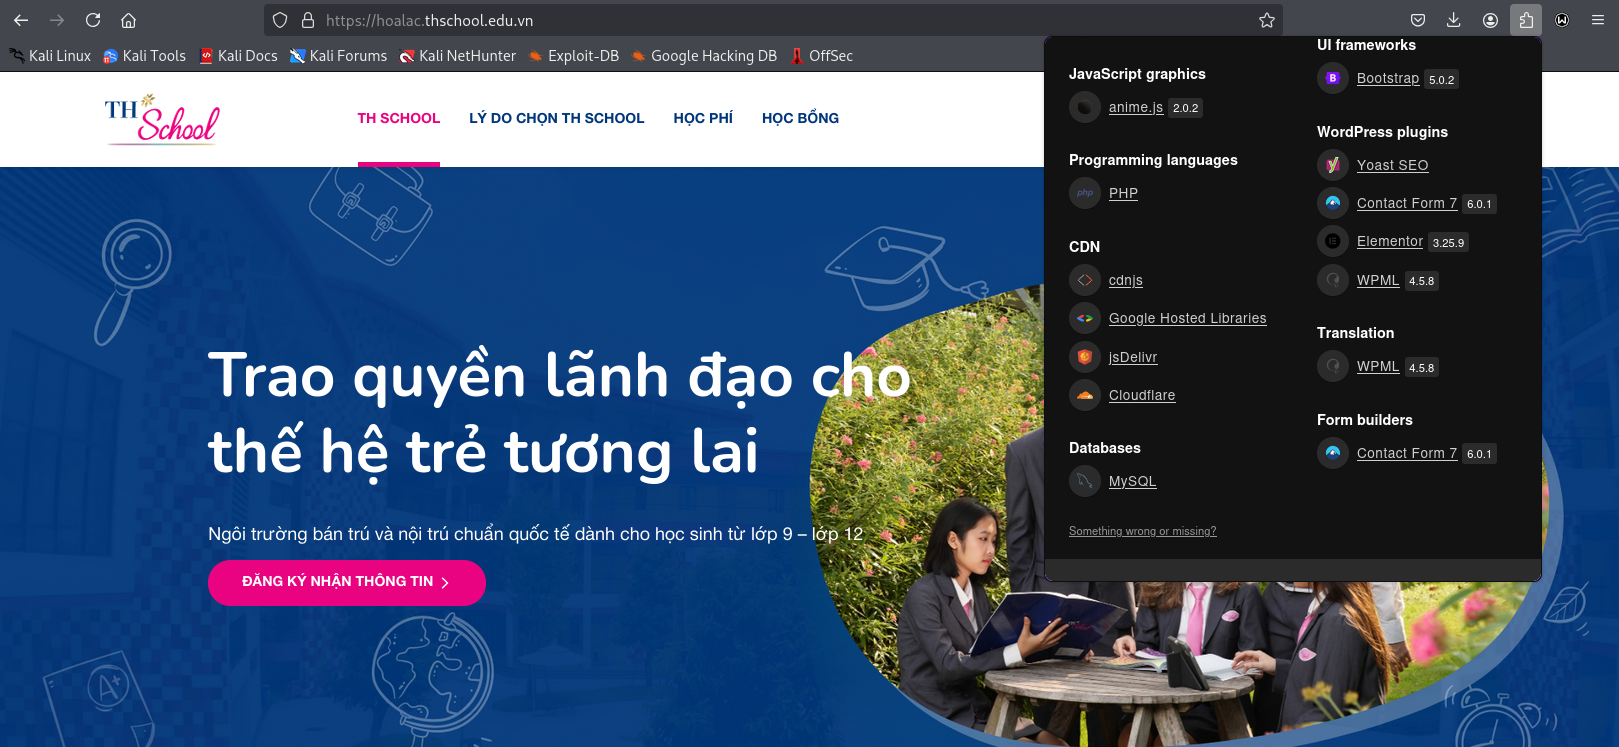 https://hoalac.thschool.edu.vn
Kali Linux
Kali Tools
Kali Docs
Kali Forums
Kali NetHunter
Exploit-DB
Google Hacking DB
OffSec
TH School
TH SCHOOL
LÝ DO CHỌN TH SCHOOL
HỌC PHÍ
HỌC BỔNG
Trao quyền lãnh đạo cho
thế hệ trẻ tương lai
Ngôi trường bán trú và nội trú chuẩn quốc tế dành cho học sinh từ lớp 9 – lớp 12
ĐĂNG KÝ NHẬN THÔNG TIN
A+
JavaScript graphics
anime.js 2.0.2
Programming languages
php PHP
CDN
cdnjs
Google Hosted Libraries
jsDelivr
Cloudflare
Databases
MySQL
Something wrong or missing?
UI frameworks
B Bootstrap 5.0.2
WordPress plugins
Yoast SEO
Contact Form 7 6.0.1
Elementor 3.25.9
WPML 4.5.8
Translation
WPML 4.5.8
Form builders
Contact Form 7 6.0.1